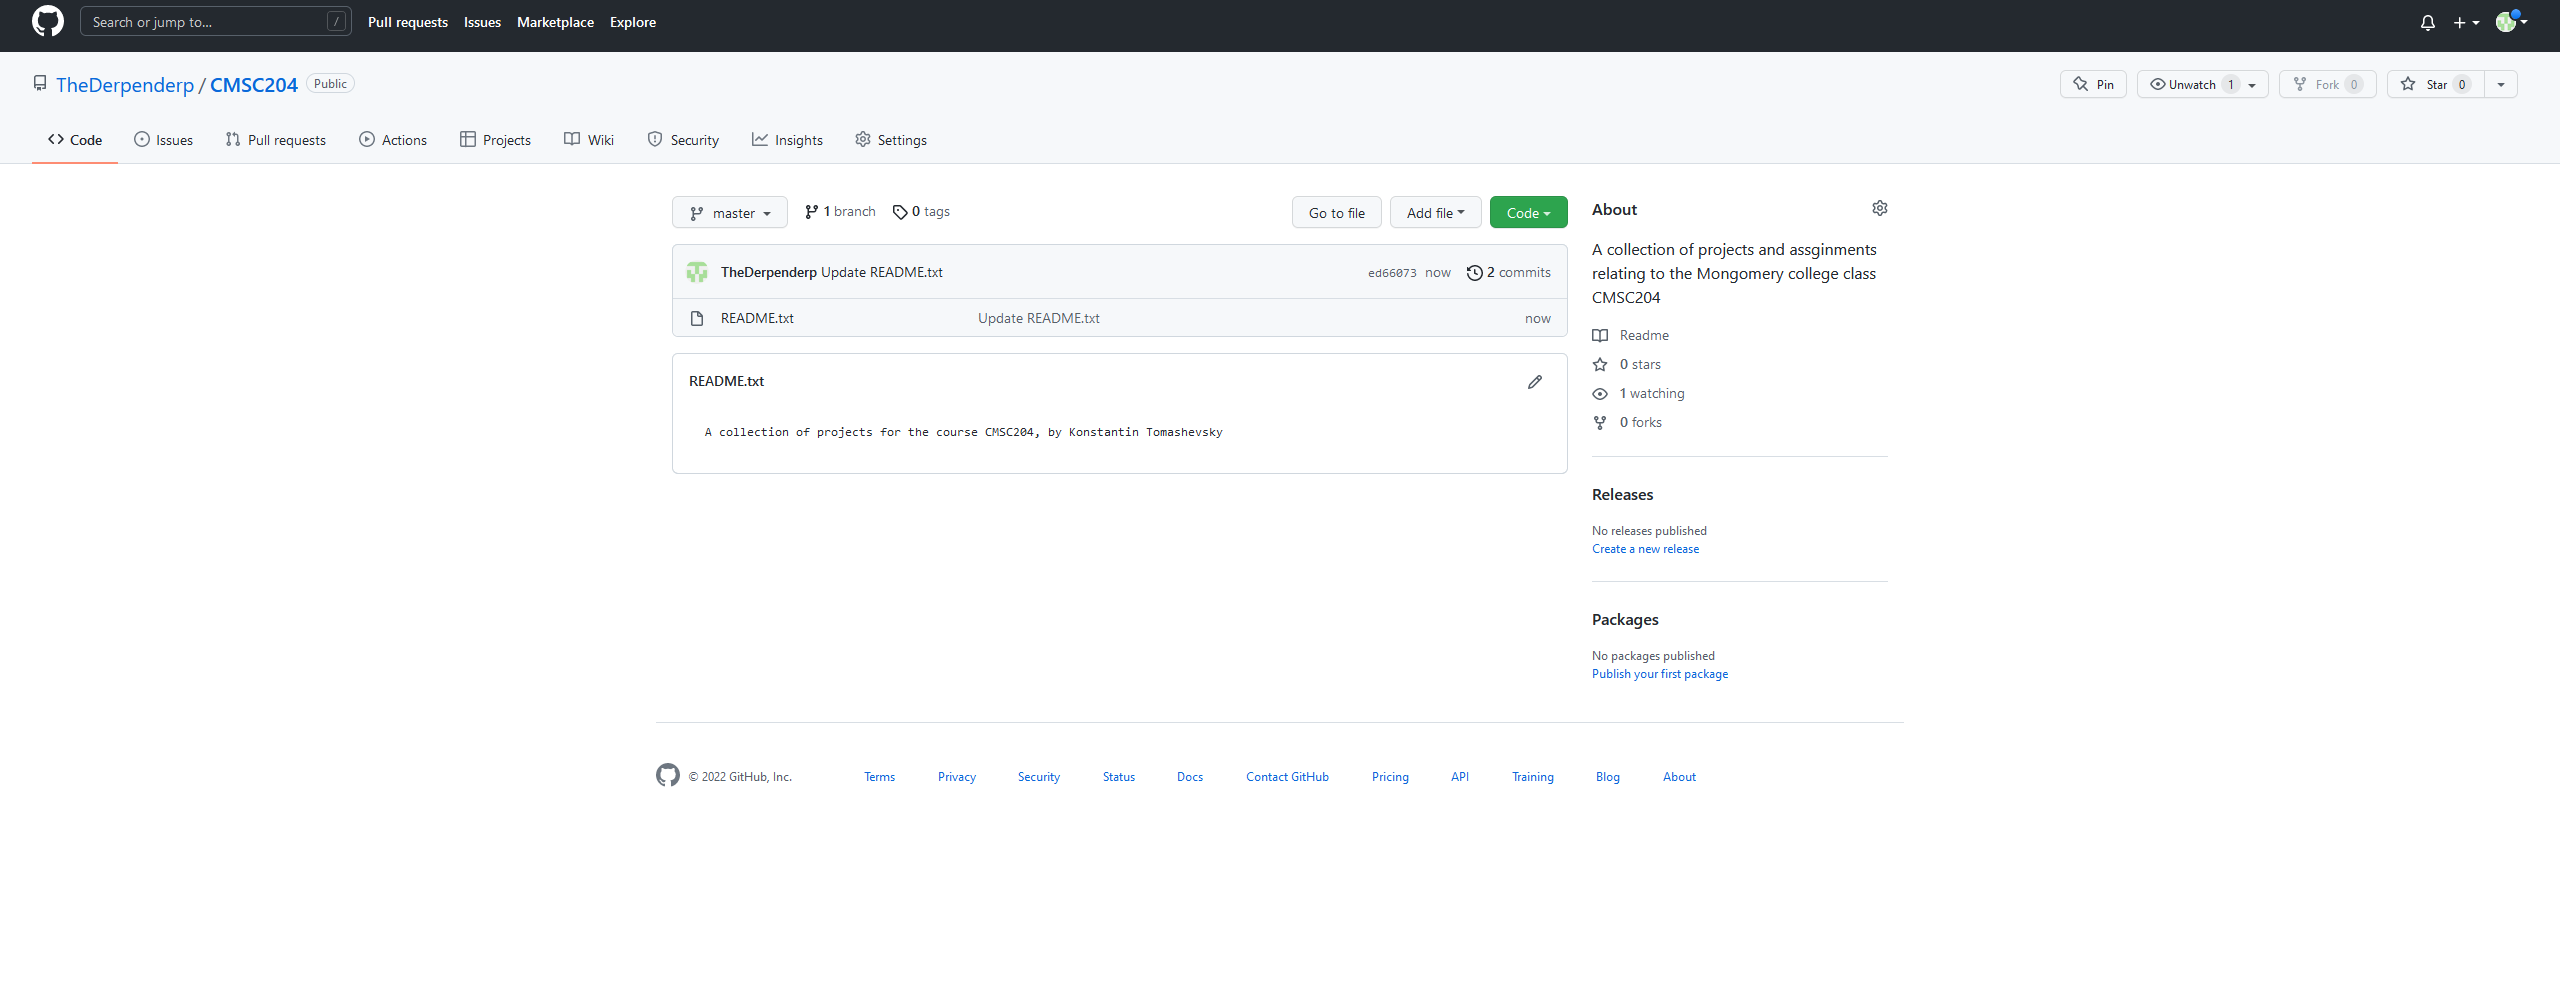 Search or jump to... /
Pull requests Issues Marketplace Explore
TheDerpenderp / CMSC204 Public
Pin Unwatch 1 Fork 0 Star 0
Code Issues Pull requests Actions Projects Wiki Security Insights Settings
master 1 branch 0 tags Go to file Add file Code
TheDerpenderp Update README.txt ed66073 now 2 commits
README.txt Update README.txt now
README.txt
A collection of projects for the course CMSC204, by Konstantin Tomashevsky
About
A collection of projects and assginments
relating to the Mongomery college class
CMSC204
Readme
0 stars
1 watching
0 forks
Releases
No releases published
Create a new release
Packages
No packages published
Publish your first package
© 2022 GitHub, Inc. Terms Privacy Security Status Docs Contact GitHub Pricing API Training Blog About